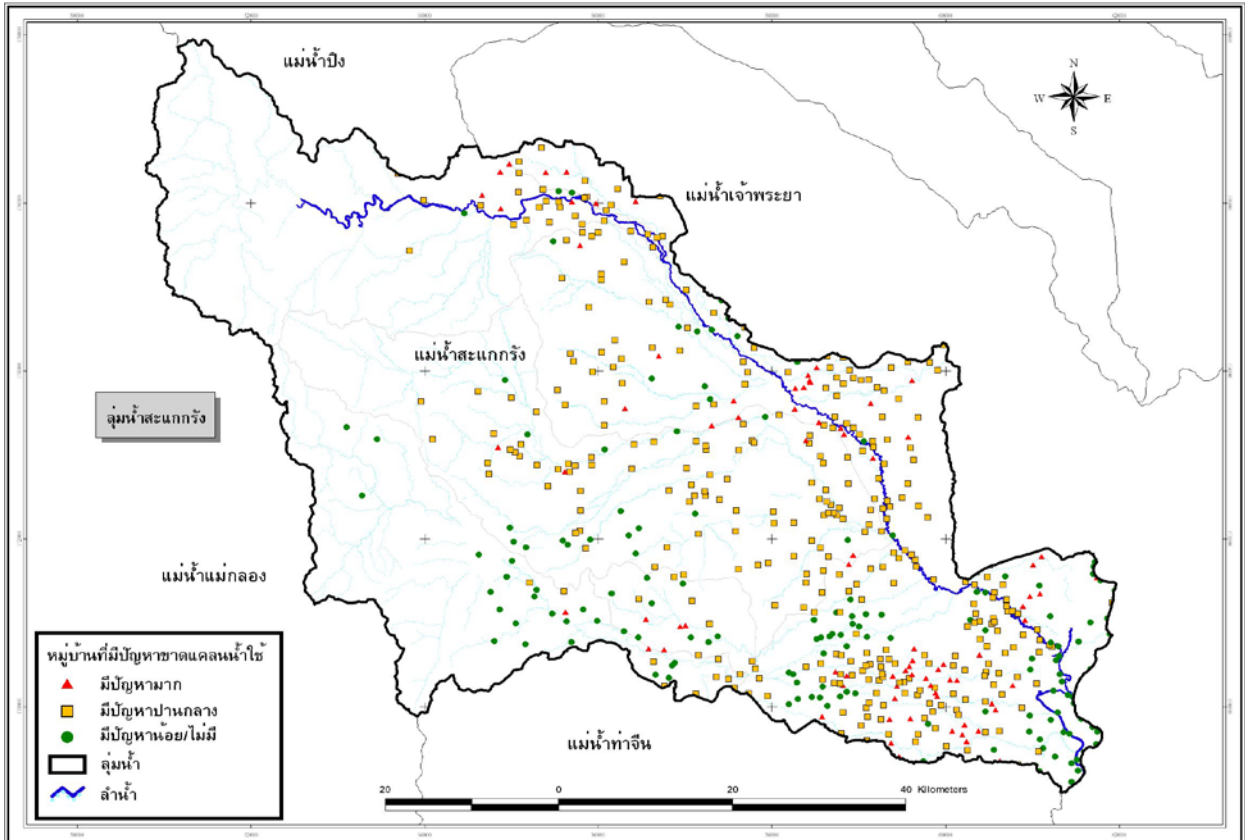 แม่น้ำปิง
N
W E
S
แม่น้ำเจ้าพระยา
แม่น้ำสะแกกรัง
ลุ่มน้ำสะแกกรัง
แม่น้ำแม่กลอง
หมู่บ้านที่มีปัญหาขาดแคลนน้ำใช้
มีปัญหามาก
มีปัญหาปานกลาง
มีปัญหาน้อย/ไม่มี
ลุ่มน้ำ
ลำน้ำ
แม่น้ำท่าจีน
20 0 20 40 Kilometers